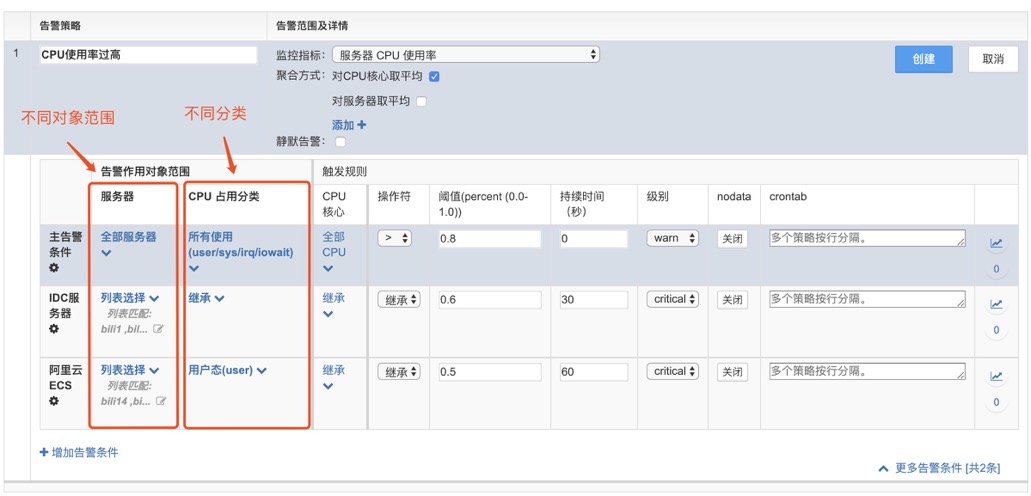 告警策略
告警范围及详情
1
CPU使用率过高
监控指标: 服务器 CPU 使用率
创建
取消
聚合方式: 对CPU核心取平均
对服务器取平均
添加
静默告警:
不同对象范围
不同分类
告警作用对象范围
触发规则
服务器
CPU 占用分类
CPU
核心
操作符
阈值(percent (0.0-
1.0))
持续时间
(秒)
级别
nodata
crontab
主告警
条件
全部服务器
所有使用
(user/sys/irq/iowait)
全部
CPU
>
0.8
0
warn
关闭
多个策略按行分隔。
0
IDC服
务器
列表选择
列表匹配:
bili1 ,bil...
继承
继承
继承
0.6
30
critical
关闭
多个策略按行分隔。
0
阿里云
ECS
列表选择
列表匹配:
bili14 ,bi...
用户态(user)
继承
继承
0.5
60
critical
关闭
多个策略按行分隔。
0
增加告警条件
更多告警条件 [共2条]